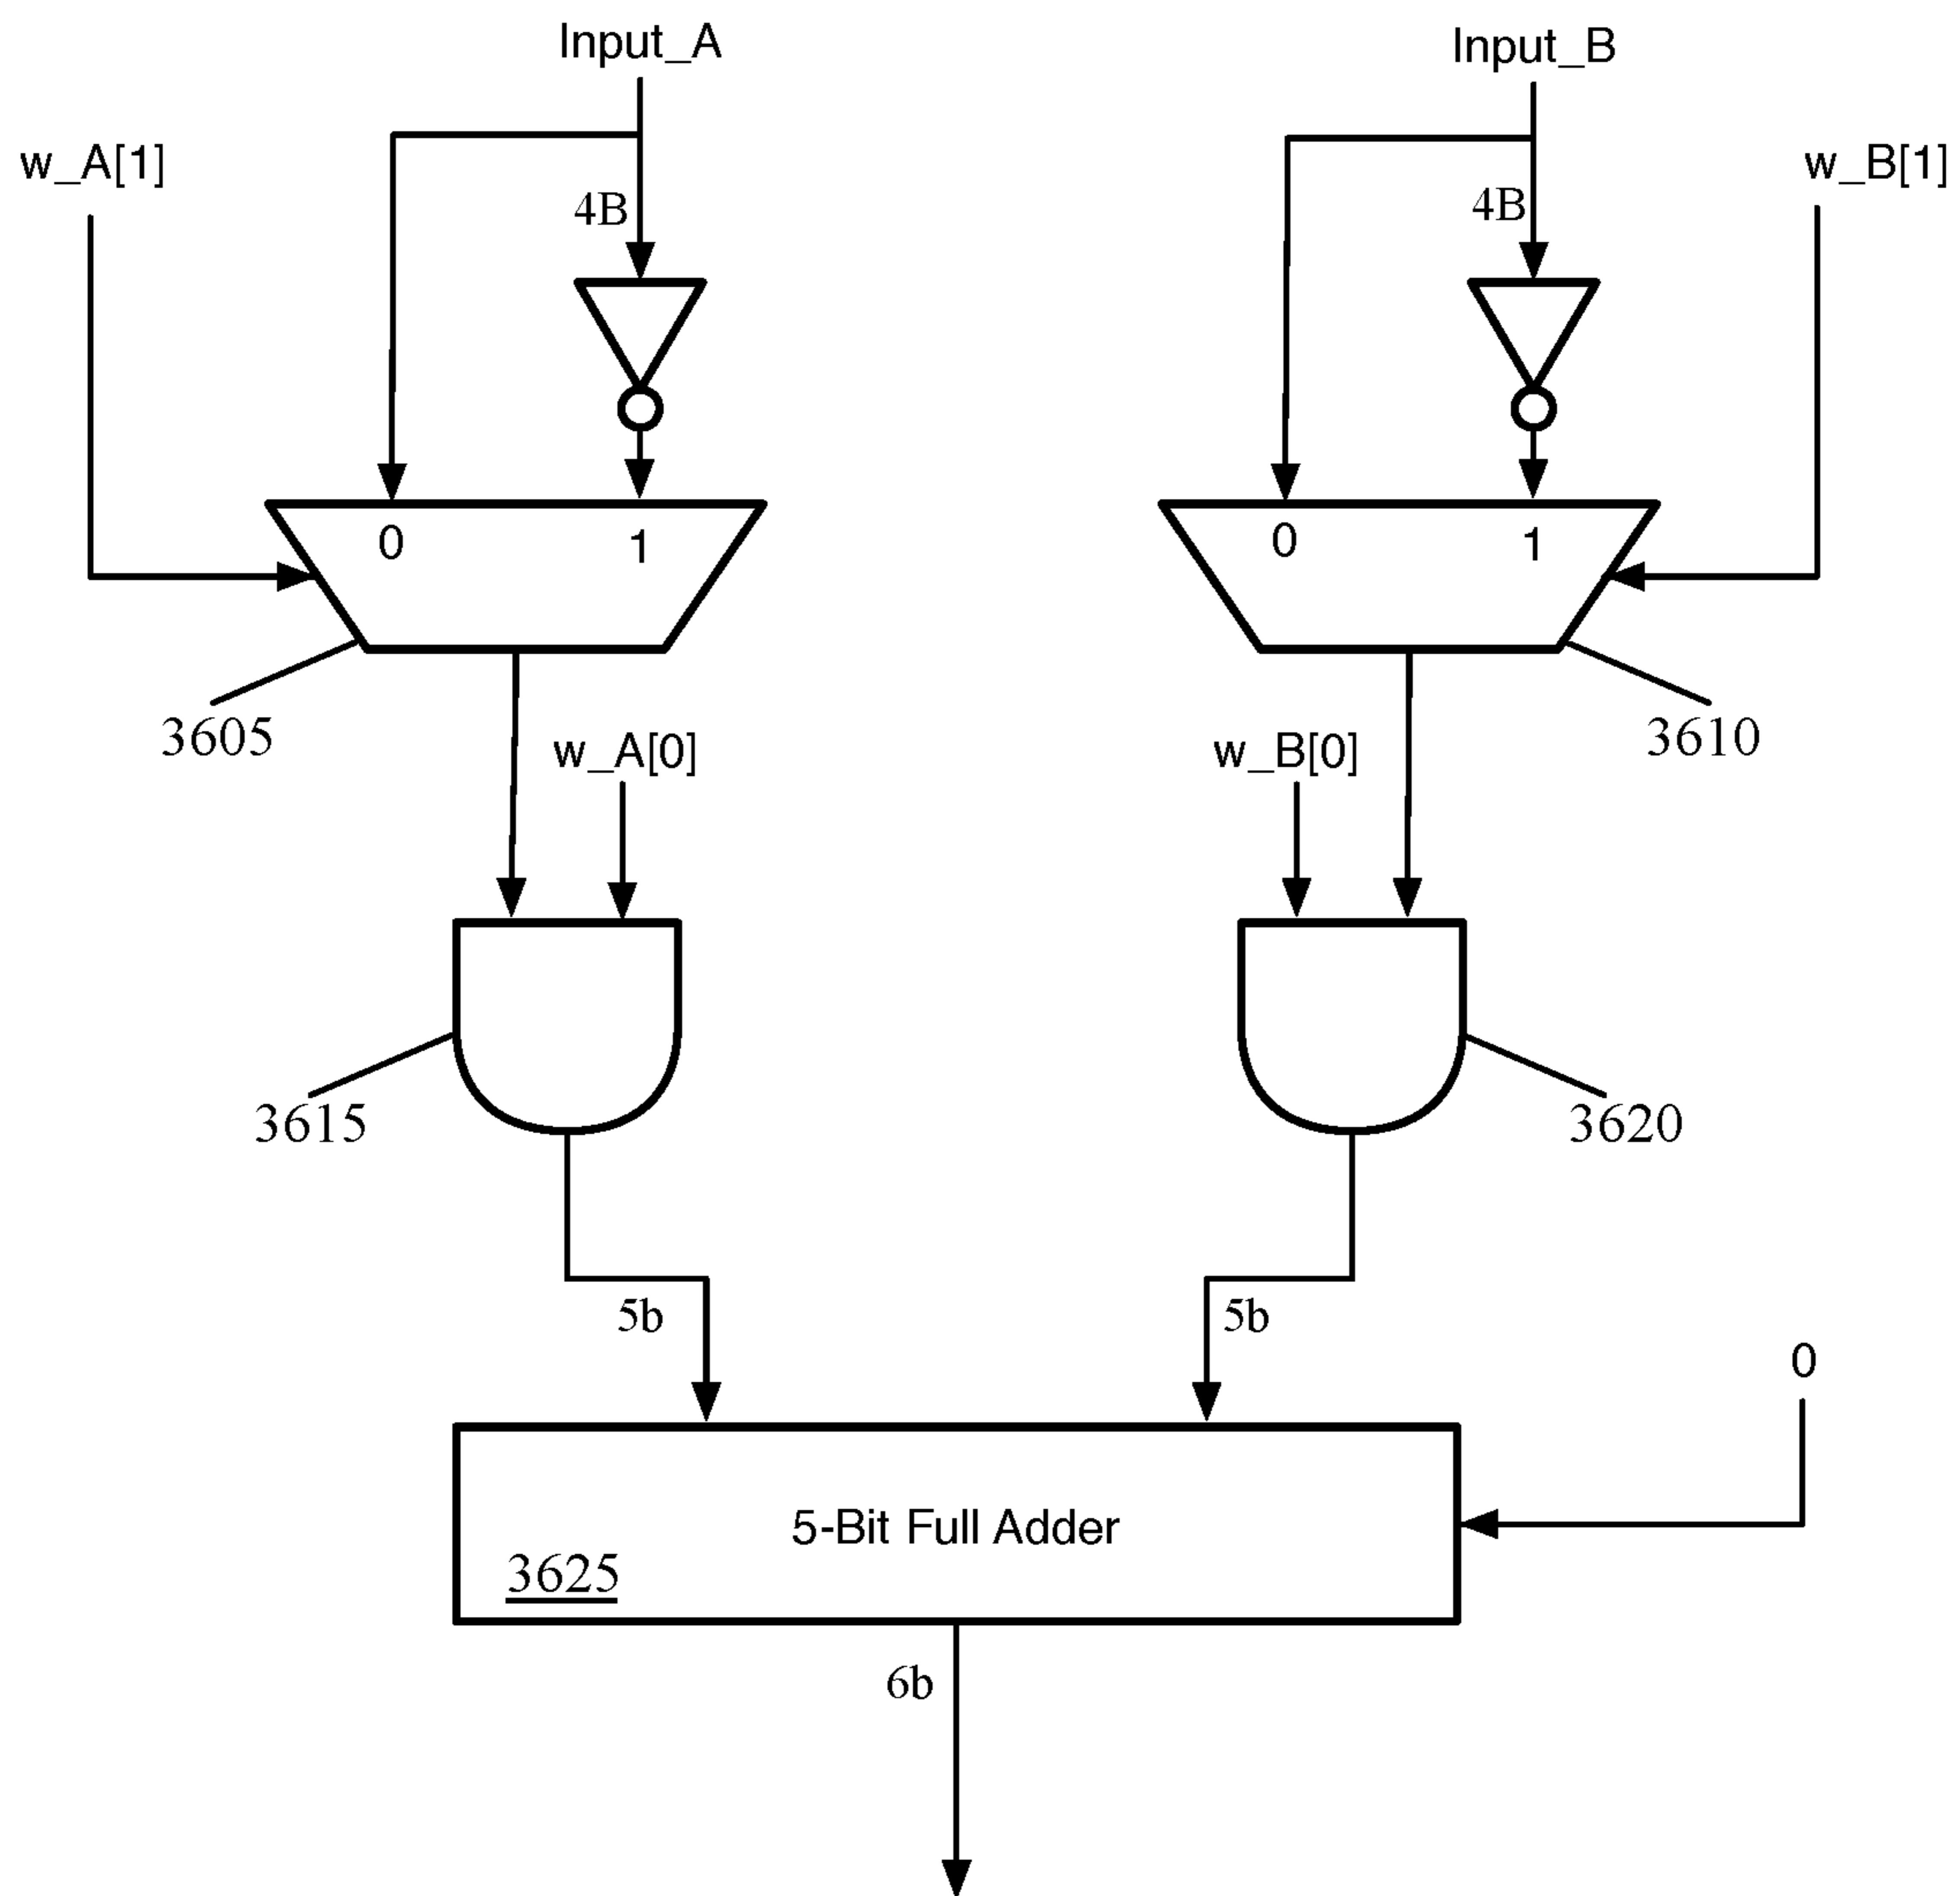 Input_A
Input_B
w_A[1]
w_B[1]
4B
4B
0
1
0
1
3605
w_A[0]
w_B[0]
3610
3615
3620
5b
5b
0
5-Bit Full Adder
3625
6b